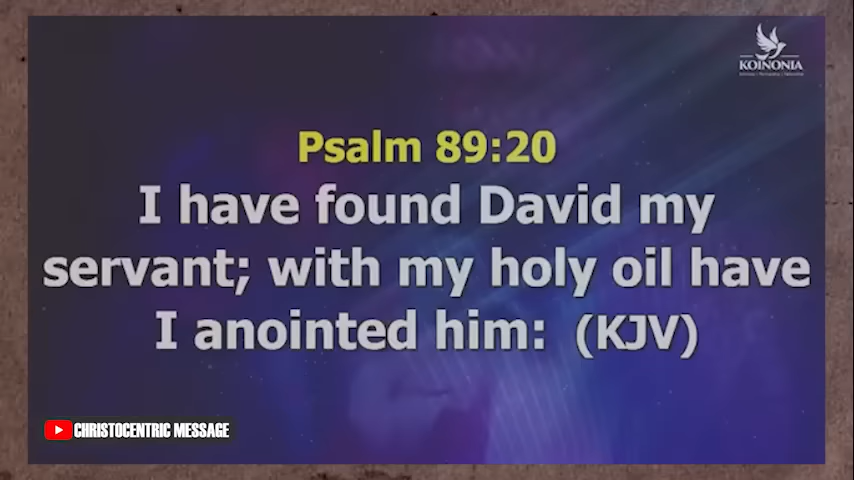 KOINONIA
Psalm 89:20
I have found David my
servant; with my holy oil have
I anointed him: (KJV)
CHRISTOCENTRIC MESSAGE